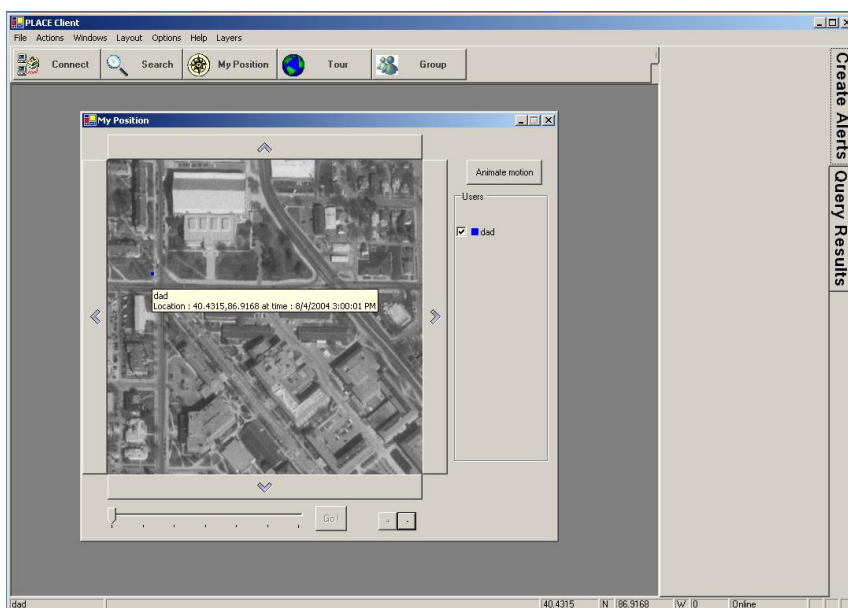 PLACE Client
File Actions Windows Layout Options Help Layers
Connect Search My Position Tour Group
My Position
Animate motion
Users
dad
dad
Location : 40.4315,86.9168 at time : 8/4/2004 3:00:01 PM
Go!
+ -
Create Alerts
Query Results
dad 40.4315 N 86.9168 W 0 Online